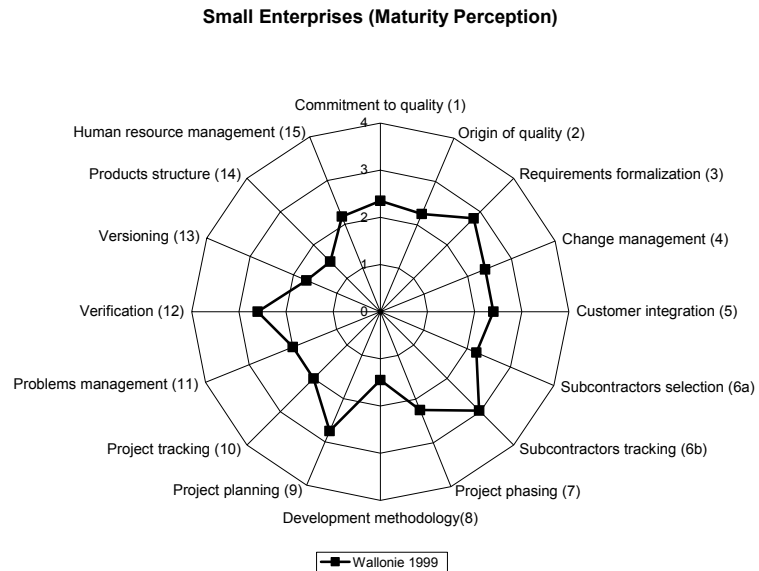 Small Enterprises (Maturity Perception)
Commitment to quality (1)
Origin of quality (2)
Requirements formalization (3)
Change management (4)
Customer integration (5)
Subcontractors selection (6a)
Subcontractors tracking (6b)
Project phasing (7)
Development methodology(8)
Project planning (9)
Project tracking (10)
Problems management (11)
Verification (12)
Versioning (13)
Products structure (14)
Human resource management (15)
4
3
2
1
0
Wallonie 1999